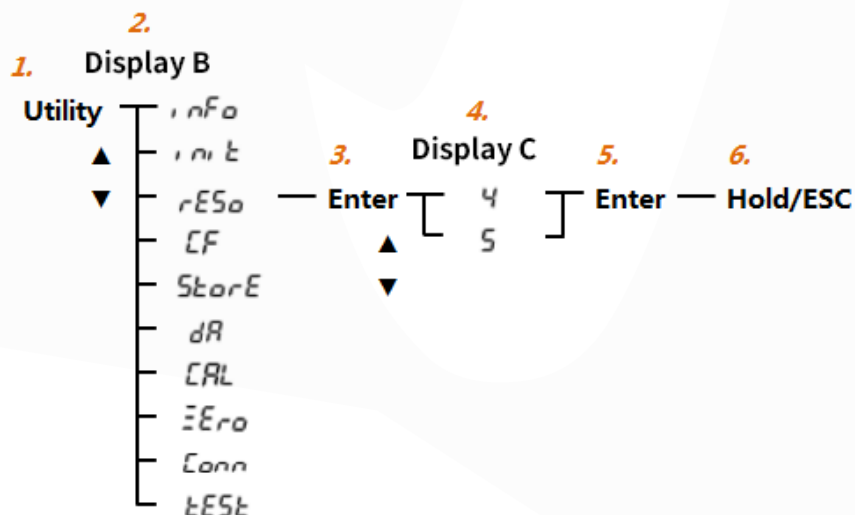 2.
1. Display B
Utility inFo
▲ init
▼ rESo
3. Enter
4. Display C
4
5
5. Enter
6. Hold/ESC
▲
▼
CF
StorE
dA
CAL
ZEro
Conn
tESt